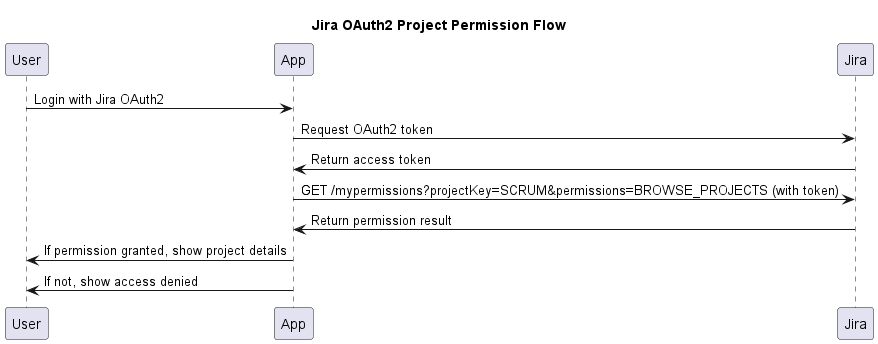 Jira OAuth2 Project Permission Flow
User
App
Jira
Login with Jira OAuth2
Request OAuth2 token
Return access token
GET /mypermissions?projectKey=SCRUM&permissions=BROWSE_PROJECTS (with token)
Return permission result
If permission granted, show project details
If not, show access denied
User
App
Jira